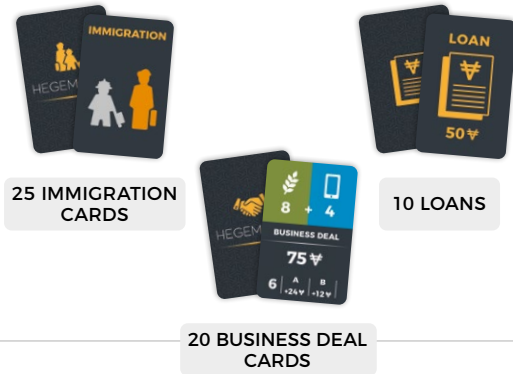 IMMIGRATION
HEGEM
25 IMMIGRATION
CARDS
LOAN
50
10 LOANS
8 + 4
BUSINESS DEAL
75
6 A B
+24 -12
HEGEM
20 BUSINESS DEAL
CARDS